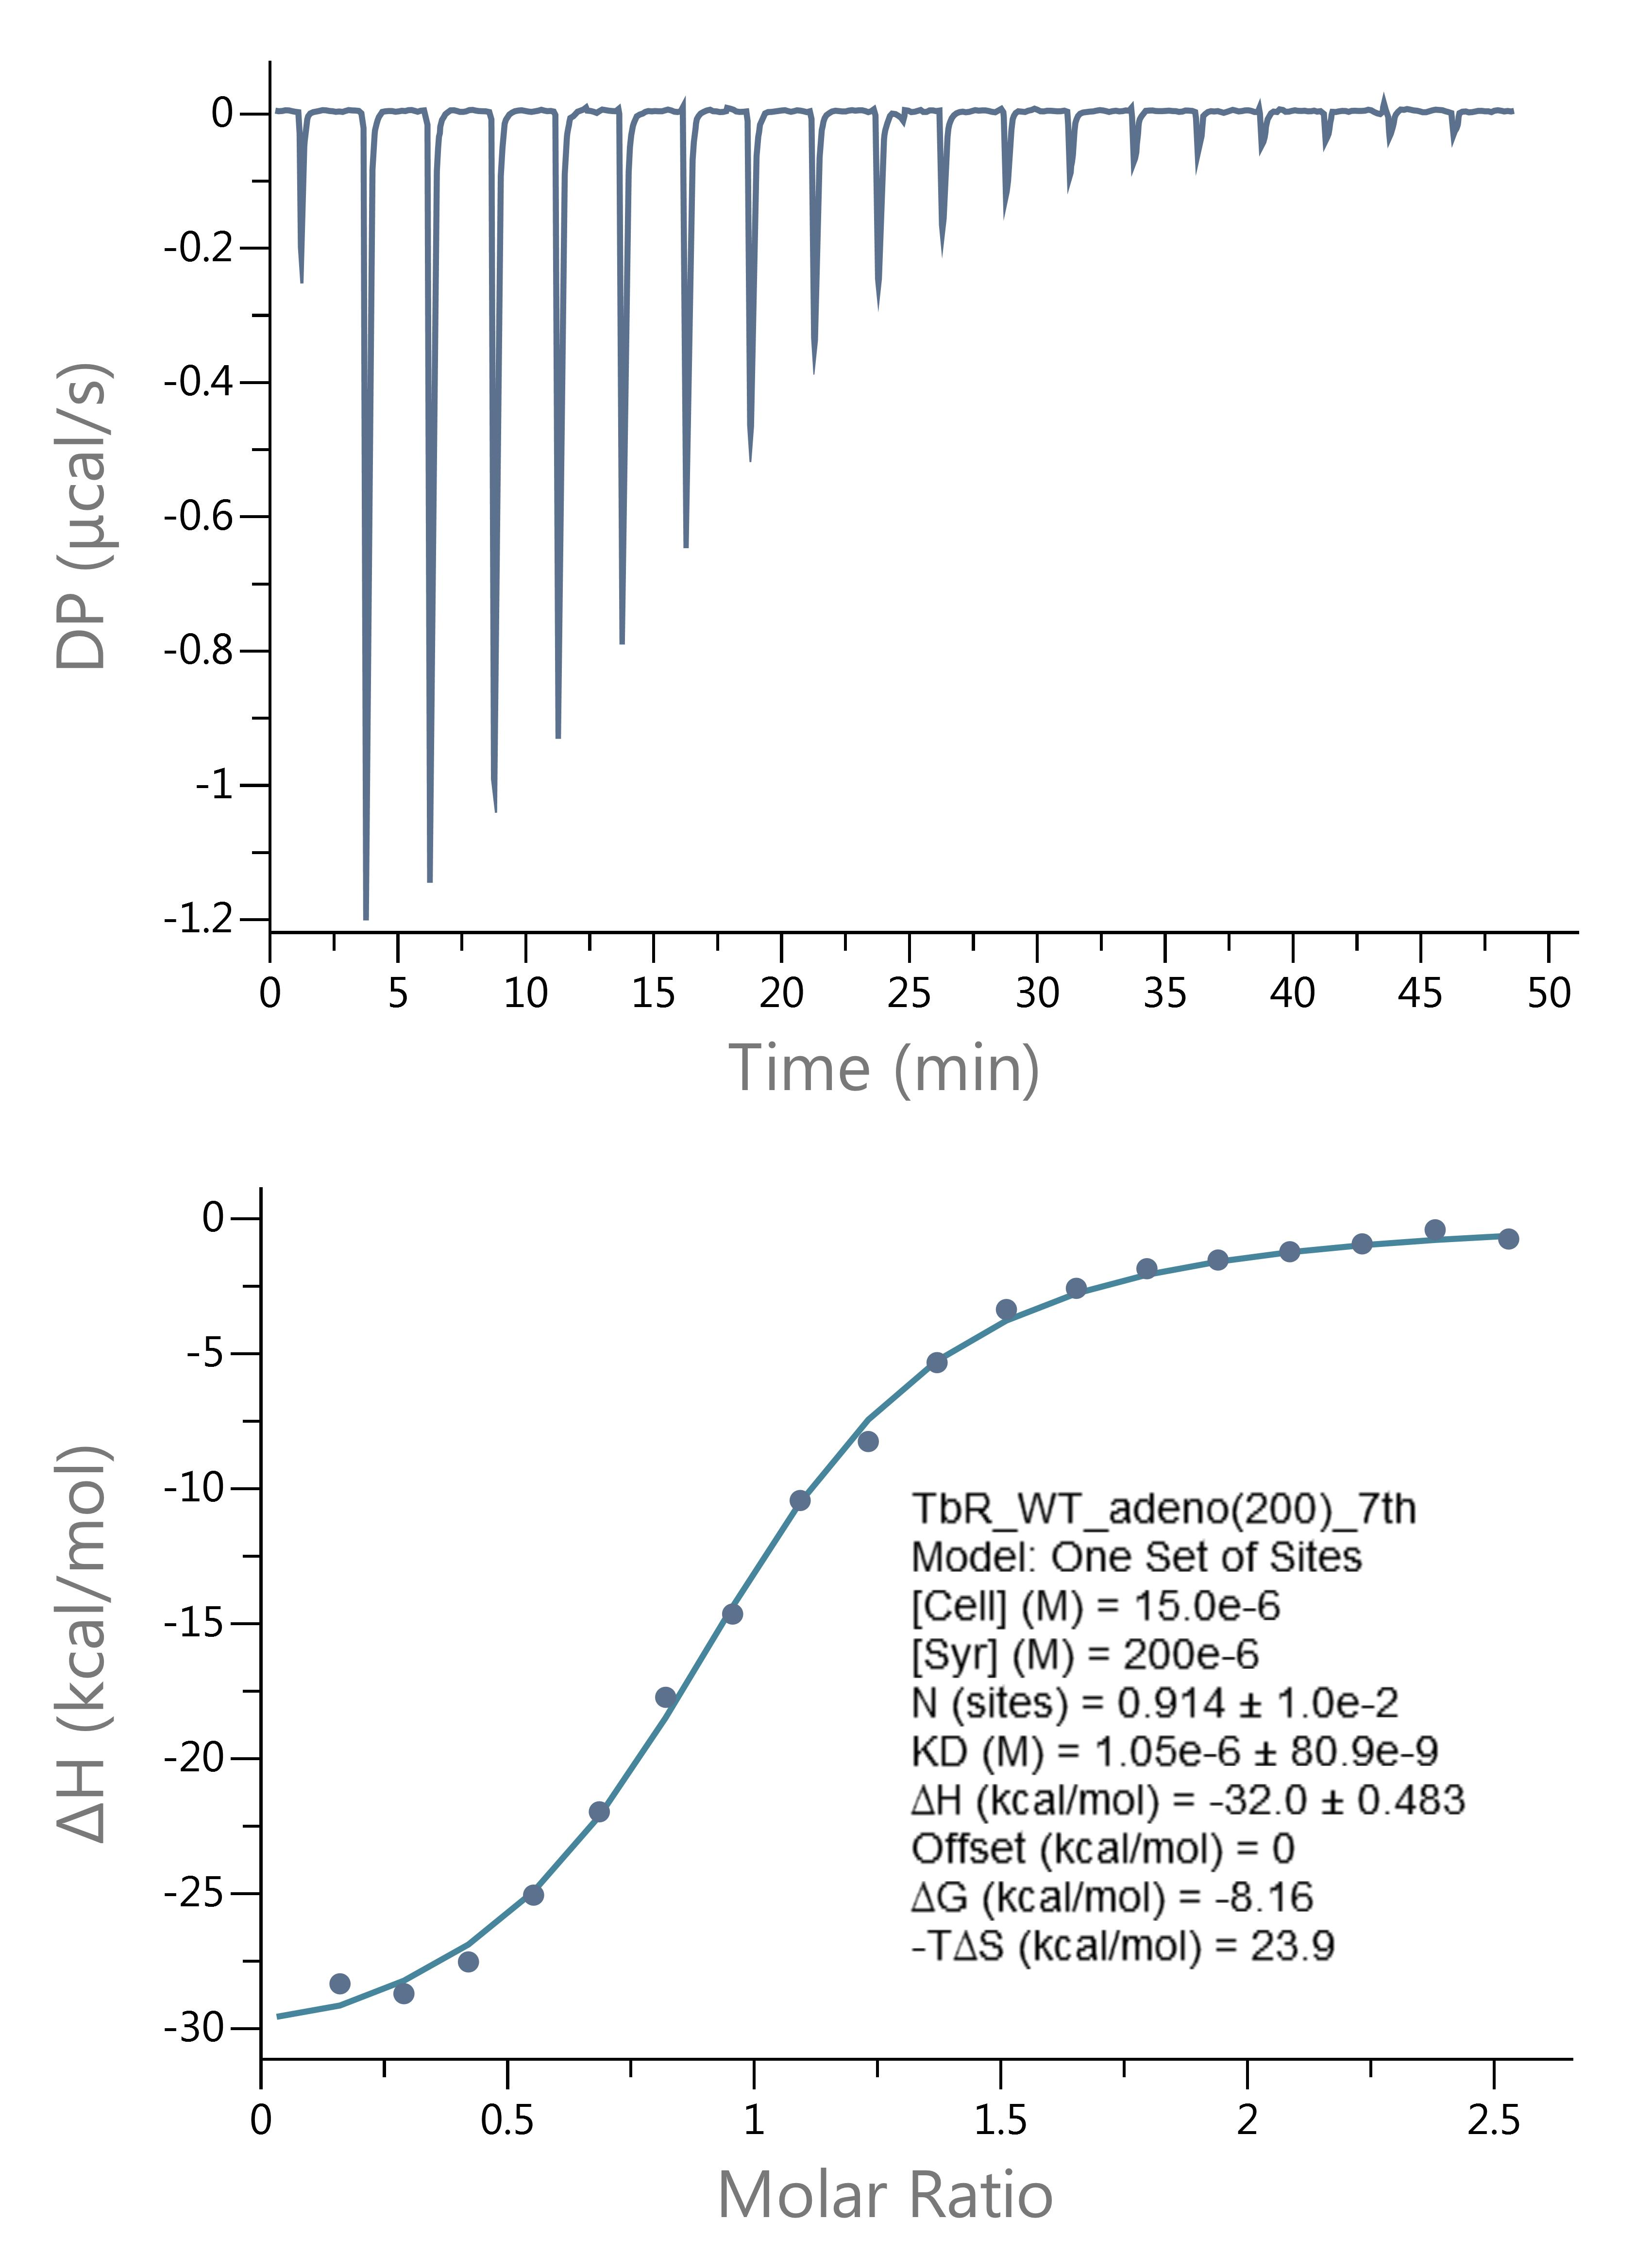 0
-0.2
-0.4
-0.6
-0.8
-1
-1.2
DP (µcal/s)
0 5 10 15 20 25 30 35 40 45 50
Time (min)
0
-5
-10
-15
-20
-25
-30
ΔH (kcal/mol)
TbR_WT_adeno(200)_7th
Model: One Set of Sites
[Cell] (M) = 15.0e-6
[Syr] (M) = 200e-6
N (sites) = 0.914 ± 1.0e-2
KD (M) = 1.05e-6 ± 80.9e-9
ΔH (kcal/mol) = -32.0 ± 0.483
Offset (kcal/mol) = 0
ΔG (kcal/mol) = -8.16
-TΔS (kcal/mol) = 23.9
0 0.5 1 1.5 2 2.5
Molar Ratio